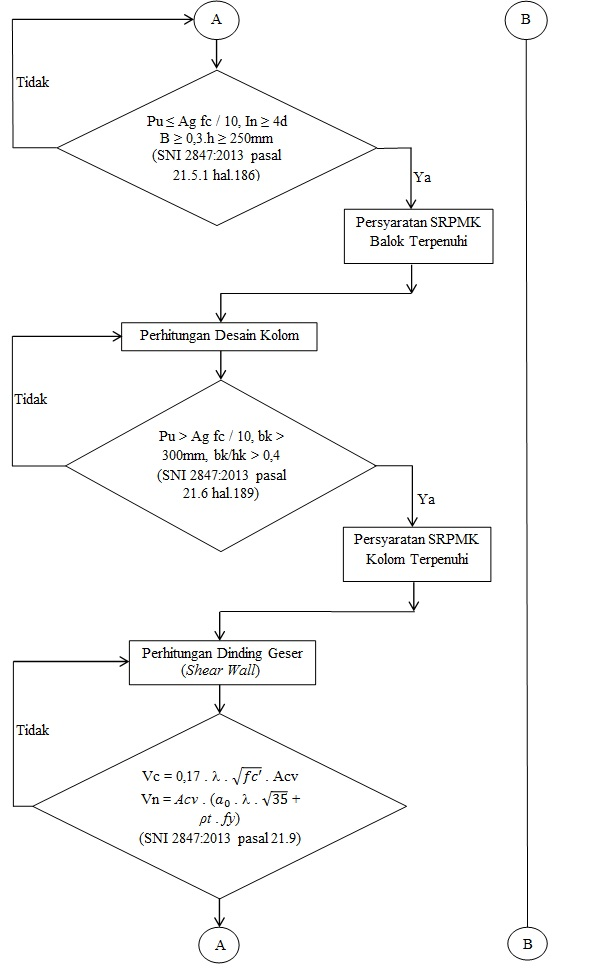 A
B
Tidak
Pu ≤ Ag fc / 10, In ≥ 4d
B ≥ 0,3.h ≥ 250mm
(SNI 2847:2013 pasal
21.5.1 hal.186)
Ya
Persyaratan SRPMK
Balok Terpenuhi
Perhitungan Desain Kolom
Tidak
Pu > Ag fc / 10, bk >
300mm, bk/hk > 0,4
(SNI 2847:2013 pasal
21.6 hal.189)
Ya
Persyaratan SRPMK
Kolom Terpenuhi
Perhitungan Dinding Geser
(Shear Wall)
Tidak
Vc = 0,17 . λ . √fc′ . Acv
Vn = Acv . (a₀ . λ . √35 +
ρt . fy)
(SNI 2847:2013 pasal 21.9)
A
B